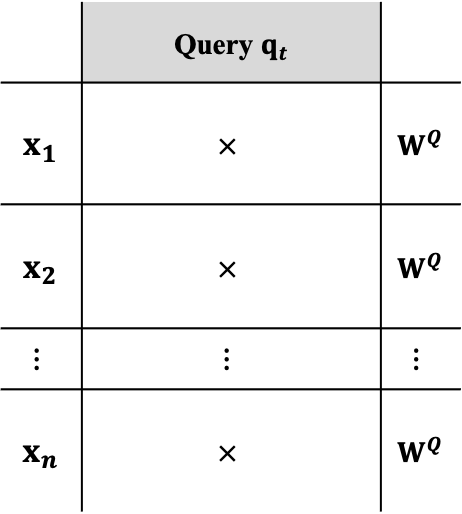 Query q_t
x_1 × W^Q
x_2 × W^Q
⋮ ⋮ ⋮
x_n × W^Q